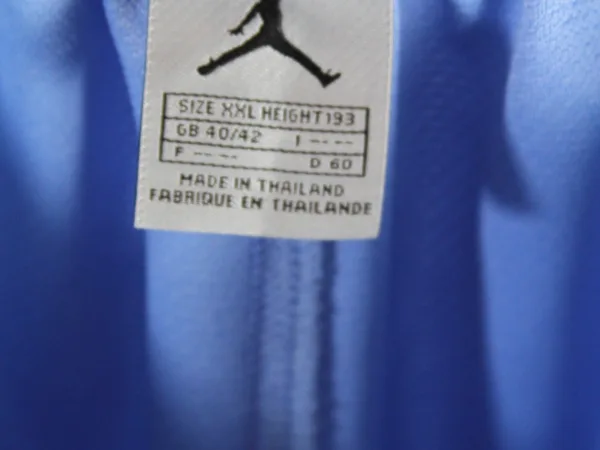 SIZE XXL HEIGHT 193
GB 40/42 I -- --
F -- -- D 60
MADE IN THAILAND
FABRIQUE EN THAILANDE